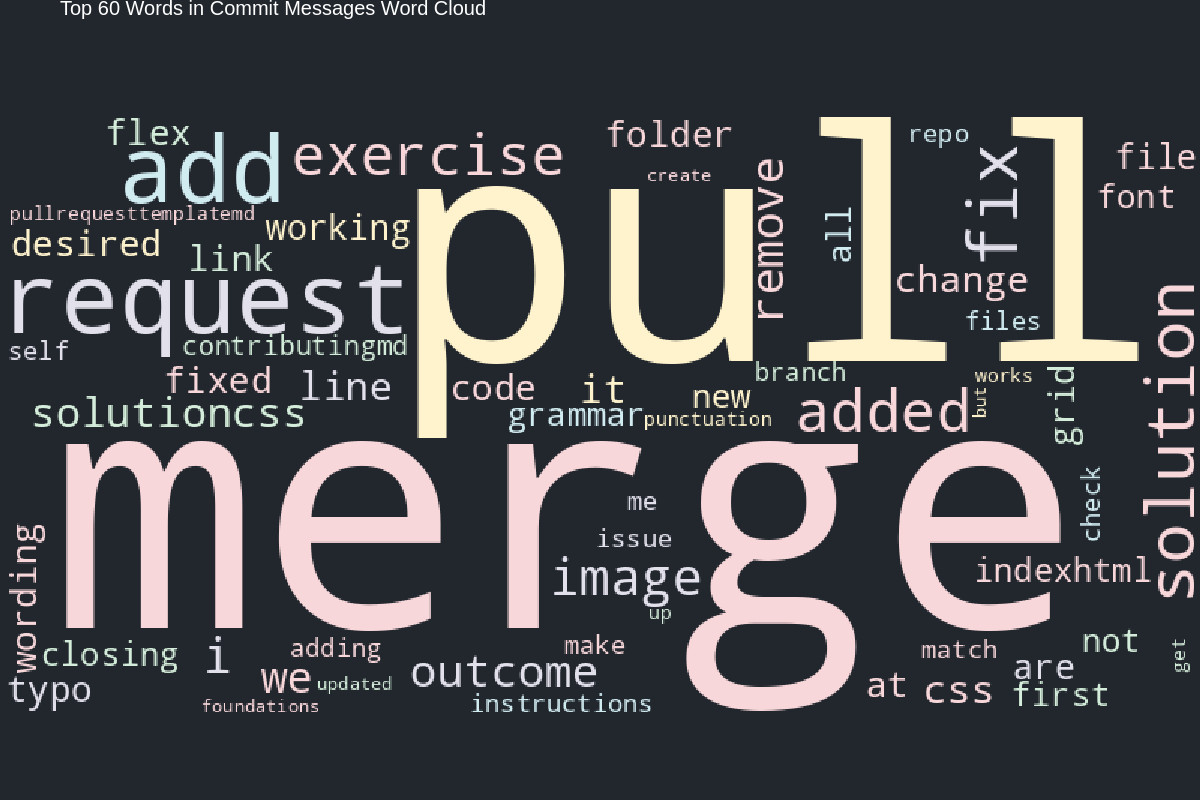 Top 60 Words in Commit Messages Word Cloud
flex
add
exercise
folder
create
pull
remove
all
repo
fix
file
font
pullrequesttemplatemd
desired
working
link
request
change
files
self
contributingmd
fixed
line
code
it
new
branch
works
but
grid
solution
solutioncss
grammar
punctuation
added
merge
me
issue
image
up
check
indexhtml
wording
closing
typo
i
we
adding
updated
foundations
outcome
instructions
make
match
at
css
are
first
not
get